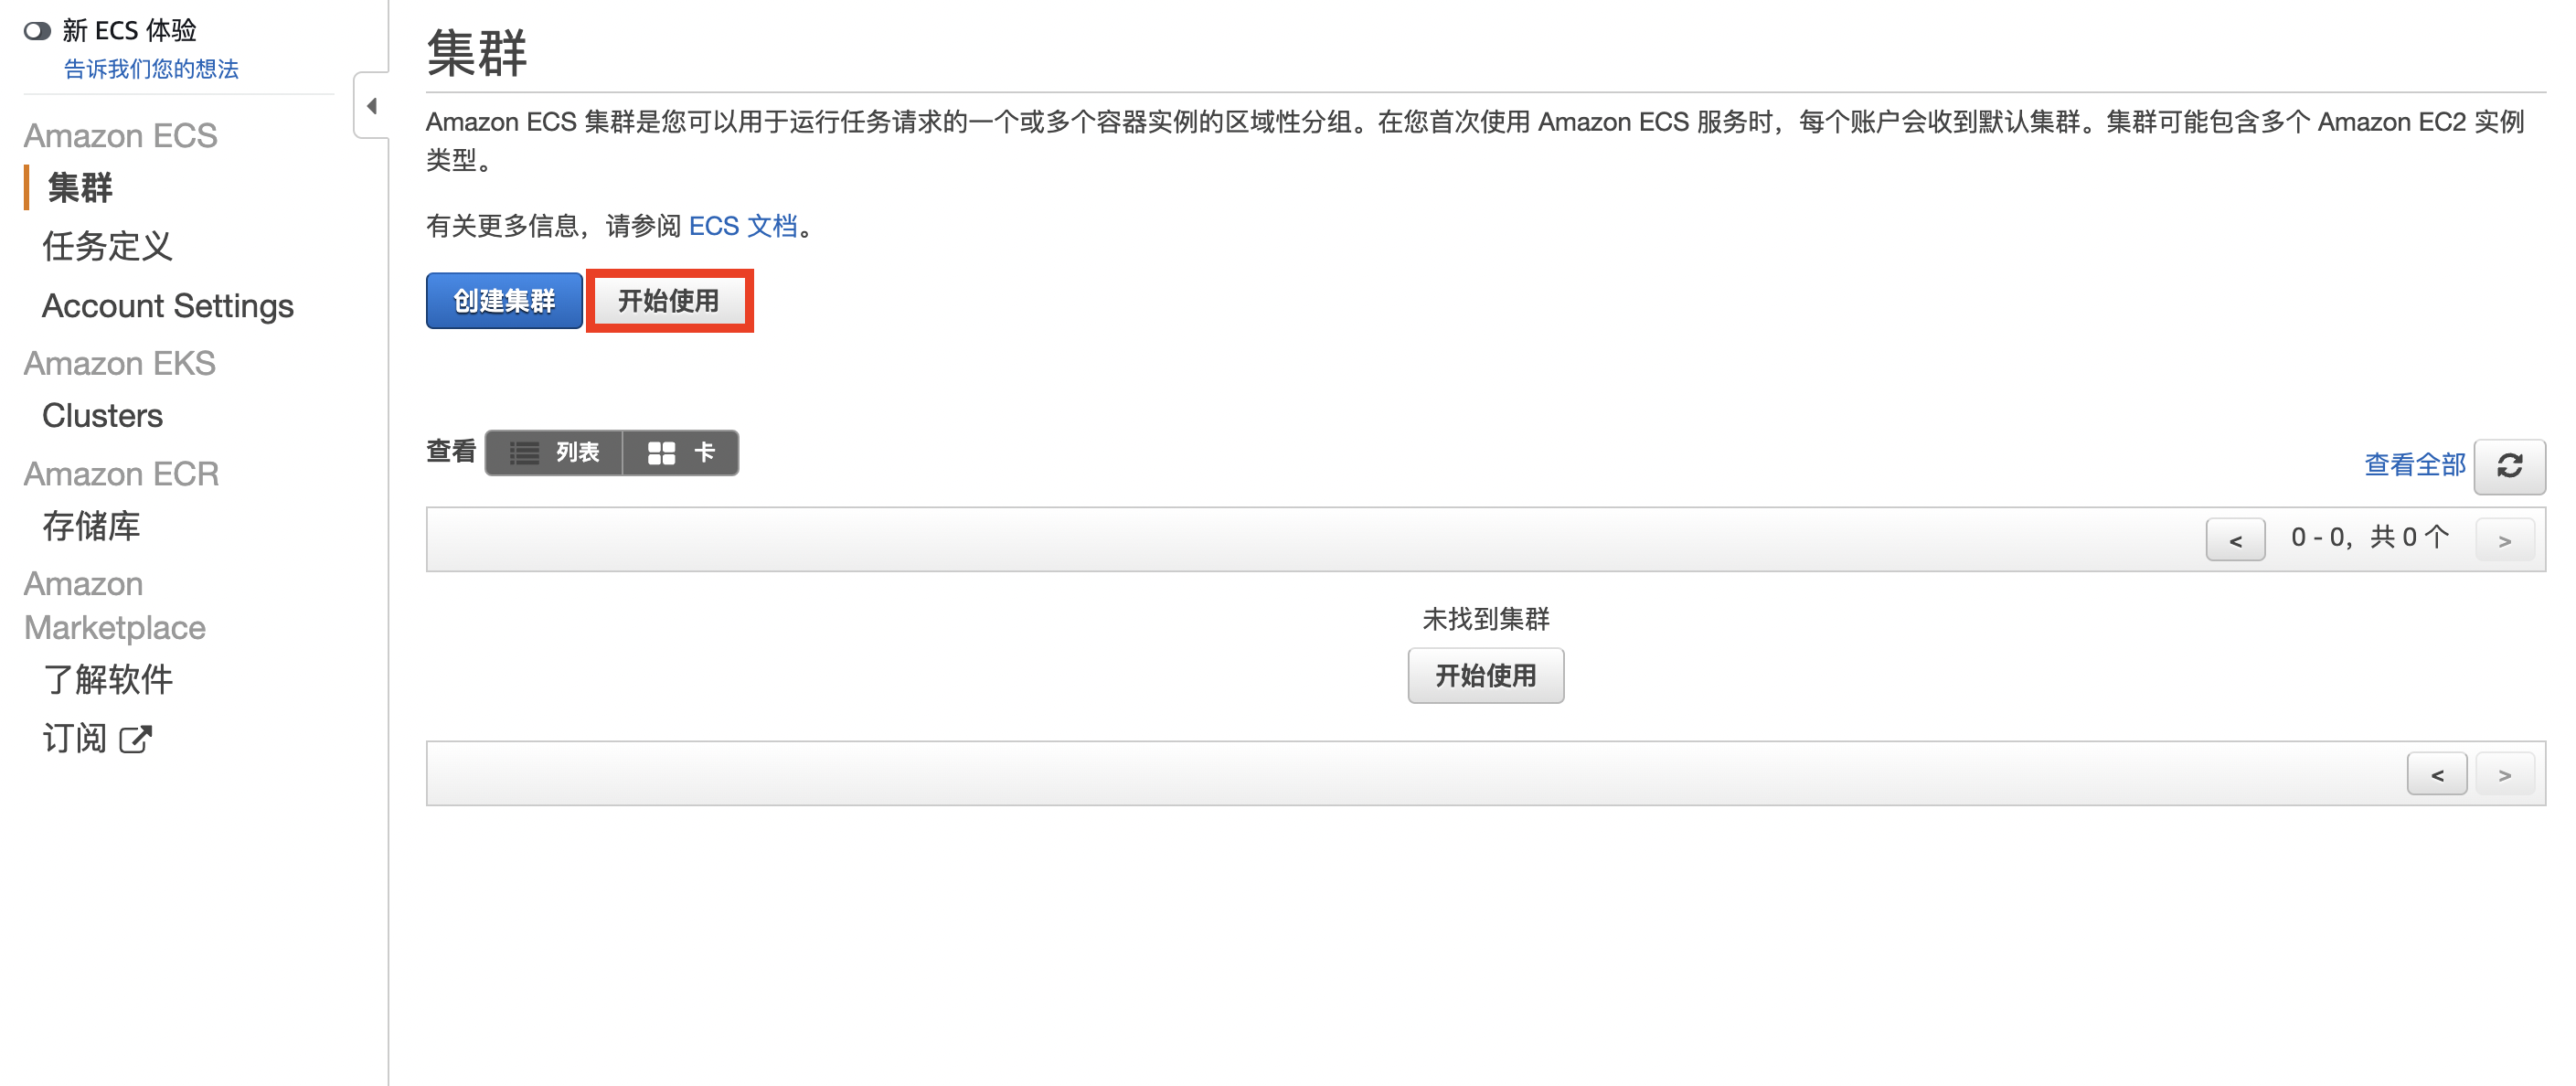 新 ECS 体验
告诉我们您的想法
Amazon ECS
集群
任务定义
Account Settings
Amazon EKS
Clusters
Amazon ECR
存储库
Amazon
Marketplace
了解软件
订阅
集群
Amazon ECS 集群是您可以用于运行任务请求的一个或多个容器实例的区域性分组。在您首次使用 Amazon ECS 服务时，每个账户会收到默认集群。集群可能包含多个 Amazon EC2 实例
类型。
有关更多信息，请参阅 ECS 文档。
创建集群 开始使用
查看 列表 卡
查看全部
< 0 - 0，共 0 个 >
未找到集群
开始使用
< >